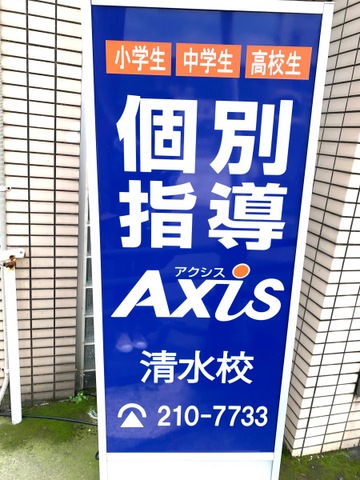 小学生 中学生 高校生
個別
指導
アクシス
Axis
清水校
210-7733